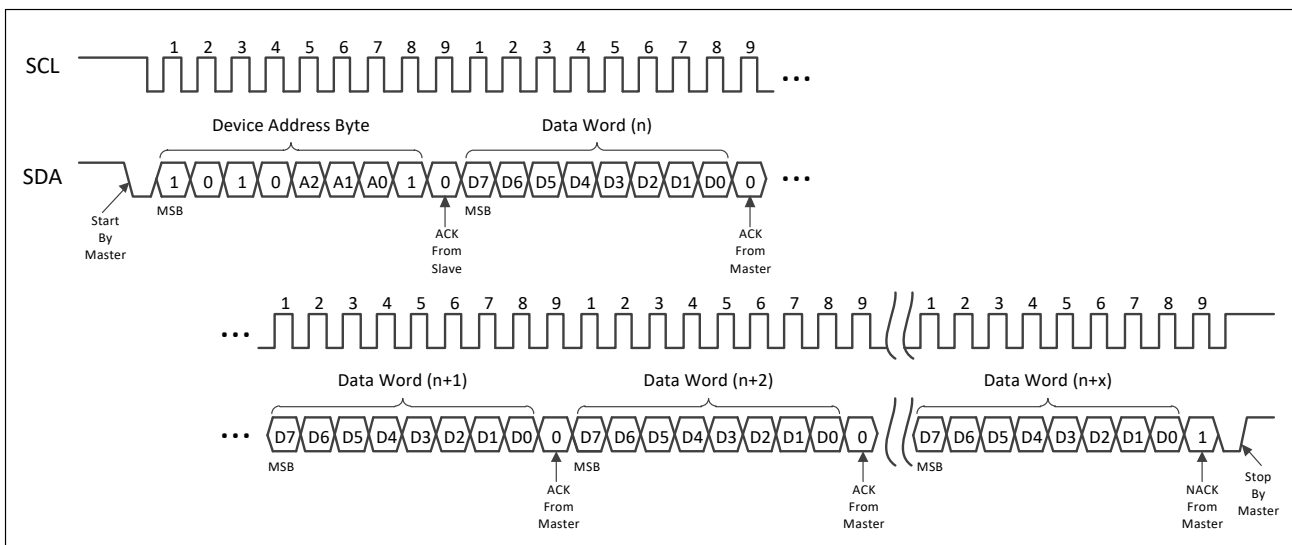 1 2 3 4 5 6 7 8 9 1 2 3 4 5 6 7 8 9
SCL
...
Device Address Byte
Data Word (n)
SDA
1 0 1 0 A2 A1 A0 1 0 D7 D6 D5 D4 D3 D2 D1 D0 0
...
MSB
MSB
Start
By
Master
ACK
From
Slave
ACK
From
Master
1 2 3 4 5 6 7 8 9 1 2 3 4 5 6 7 8 9 1 2 3 4 5 6 7 8 9
...
Data Word (n+1)
Data Word (n+2)
Data Word (n+x)
...
D7 D6 D5 D4 D3 D2 D1 D0 0 D7 D6 D5 D4 D3 D2 D1 D0 0 D7 D6 D5 D4 D3 D2 D1 D0 1
MSB
MSB
MSB
ACK
From
Master
ACK
From
Master
NACK
From
Master
Stop
By
Master